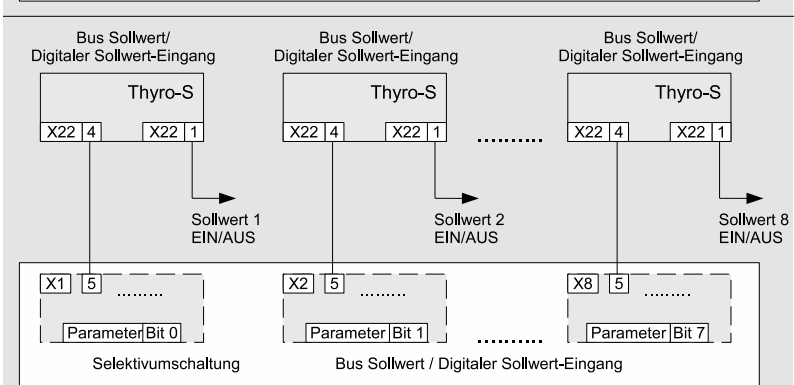 Bus Sollwert/ Bus Sollwert/ Bus Sollwert/
Digitaler Sollwert-Eingang Digitaler Sollwert-Eingang Digitaler Sollwert-Eingang
Thyro-S Thyro-S Thyro-S
X22 4 X22 1 X22 4 X22 1 X22 4 X22 1
Sollwert 1 Sollwert 2 Sollwert 8
EIN/AUS EIN/AUS EIN/AUS
X1 5 X2 5 X8 5
Parameter Bit 0 Parameter Bit 1 Parameter Bit 7
Selektivumschaltung Bus Sollwert / Digitaler Sollwert-Eingang